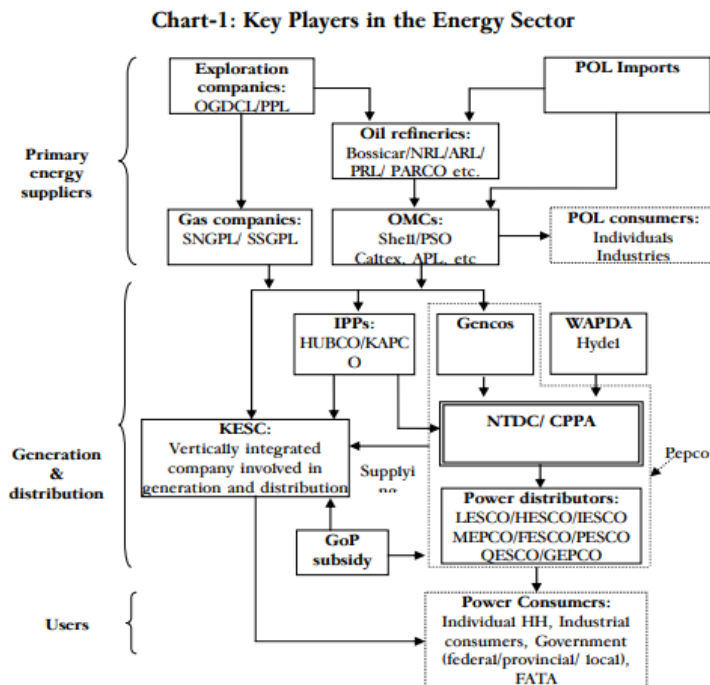 Chart-1: Key Players in the Energy Sector
Exploration
companies:
OGDCL/PPL
POL Imports
Oil refineries:
Bossicar/NRL/ARL/
PRL/ PARCO etc.
Primary
energy
suppliers
Gas companies:
SNGPL/ SSGPL
OMCs:
Shell/PSO
Caltex, APL, etc
POL consumers:
Individuals
Industries
IPPs:
HUBCO/KAPC
O
Gencos
WAPDA
Hydel
NTDC/ CPPA
KESC:
Vertically integrated
company involved in
generation and distribution
Supplyi
ng
Pepco
Generation
&
distribution
Power distributors:
LESCO/HESCO/IESCO
MEPCO/FESCO/PESCO
QESCO/GEPCO
GoP
subsidy
Users
Power Consumers:
Individual HH, Industrial
consumers, Government
(federal/provincial/ local),
FATA